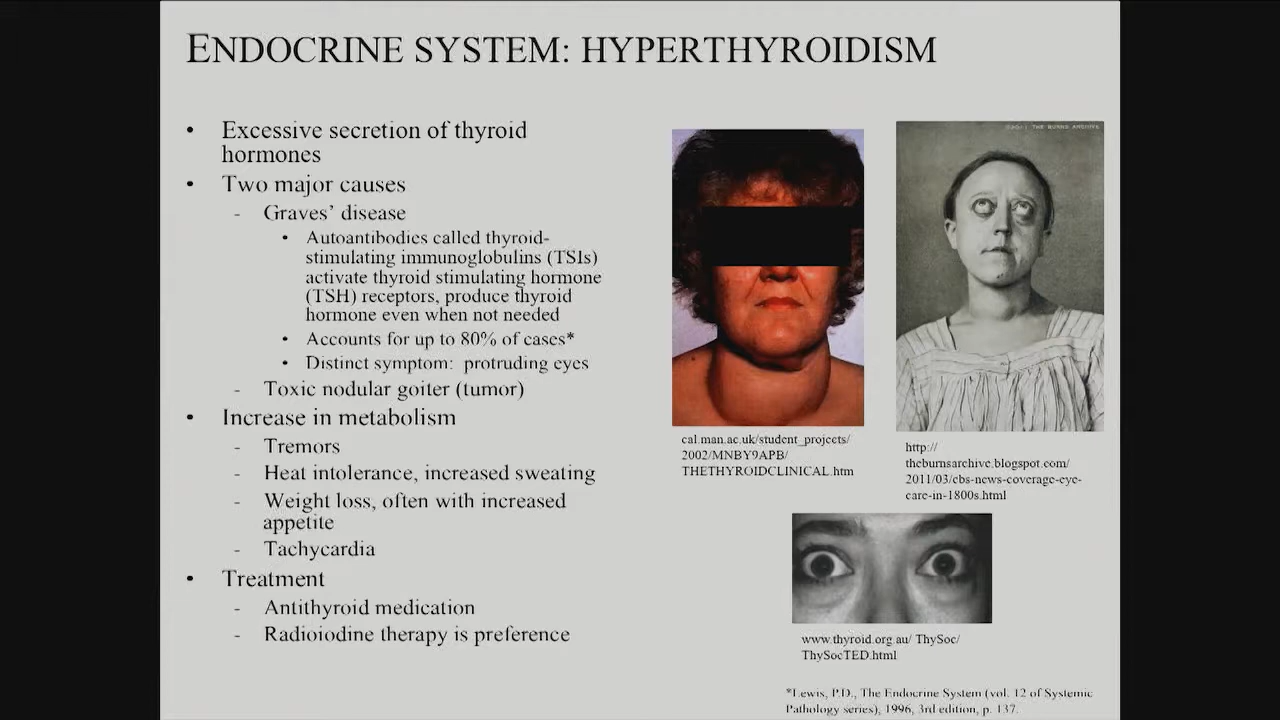 ENDOCRINE SYSTEM: HYPERTHYROIDISM
• Excessive secretion of thyroid
hormones
• Two major causes
- Graves' disease
• Autoantibodies called thyroid-
stimulating immunoglobulins (TSIs)
activate thyroid stimulating hormone
(TSH) receptors, produce thyroid
hormone even when not needed
• Accounts for up to 80% of cases*
• Distinct symptom: protruding eyes
- Toxic nodular goiter (tumor)
• Increase in metabolism
- Tremors
- Heat intolerance, increased sweating
- Weight loss, often with increased
appetite
- Tachycardia
• Treatment
- Antithyroid medication
- Radioiodine therapy is preference
cal.man.ac.uk/student_projects/
2002/MNBY9APB/
THETHYROIDCLINICAL.htm
THE BURNS ARCHIVE
http://
theburnsarchive.blogspot.com/
2011/03/cbs-news-coverage-eye-
care-in-1800s.html
www.thyroid.org.au/ ThySoc/
ThySocTED.html
*Lewis, P.D., The Endocrine System (vol. 12 of Systemic
Pathology series), 1996, 3rd edition, p. 137.